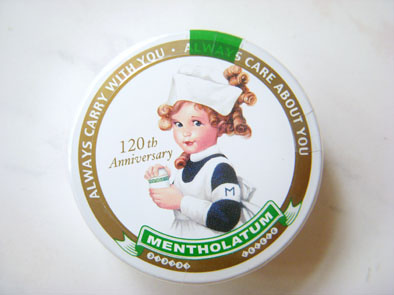 ALWAYS CARRY WITH YOU · ALWAYS CARE ABOUT YOU
120th
Anniversary
M
MENTHOLATUM